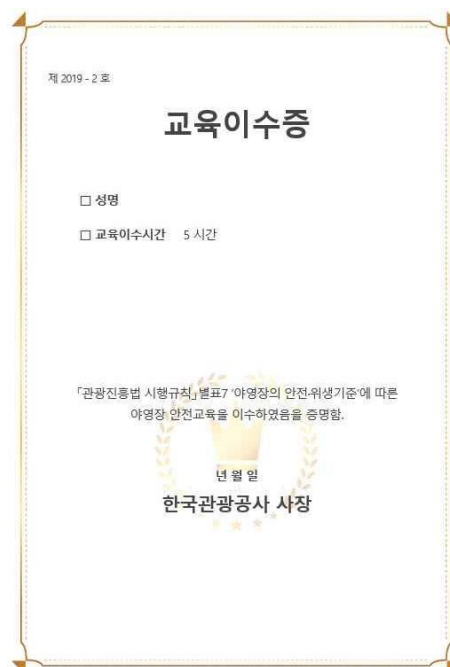 제 2019 - 2 호
교육이수증
□ 성명
□ 교육이수시간 5 시간
「관광진흥법 시행규칙」별표7 '야영장의 안전·위생기준'에 따른
야영장 안전교육을 이수하였음을 증명함.
년 월 일
한국관광공사 사장